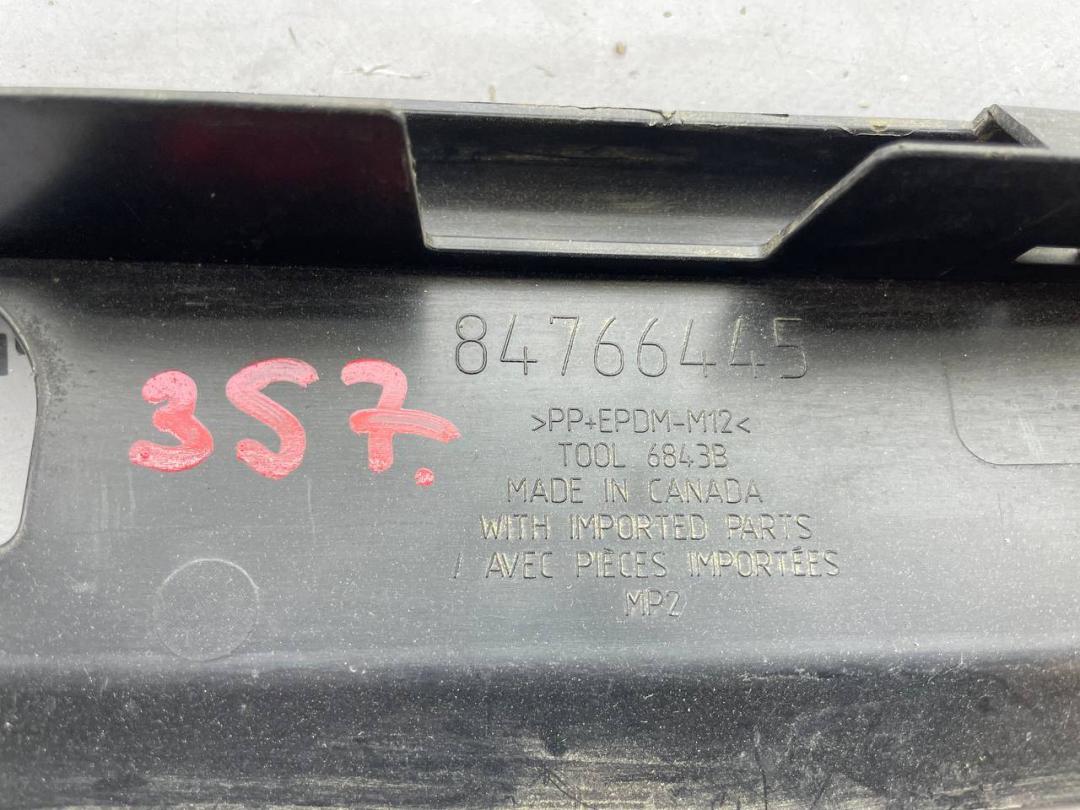 84766445
357.
>PP+EPDM-M12<
TOOL 6843B
MADE IN CANADA
WITH IMPORTED PARTS
/ AVEC PIÈCES IMPORTÉES
MP2